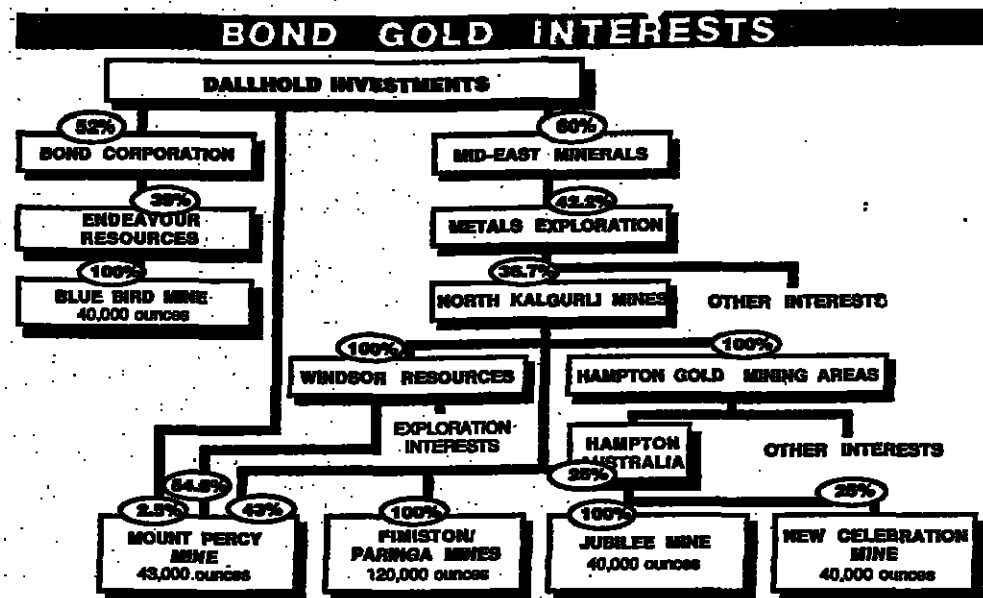 BOND GOLD INTERESTS
DALLHOLD INVESTMENTS
52%
60%
BOND CORPORATION
MID-EAST MINERALS
39%
42.2%
ENDEAVOUR
RESOURCES
METALS EXPLORATION
100%
36.7%
BLUE BIRD MINE
40,000 ounces
NORTH KALGURLI MINES
OTHER INTERESTS
100%
100%
WINDSOR RESOURCES
HAMPTON GOLD MINING AREAS
EXPLORATION
INTERESTS
HAMPTON
AUSTRALIA
OTHER INTERESTS
25%
54.5%
2.5%
43%
100%
100%
25%
MOUNT PERCY
MINE
43,000 ounces
FIMISTON/
PARINGA MINES
120,000 ounces
JUBILEE MINE
40,000 ounces
NEW CELEBRATION
MINE
40,000 ounces